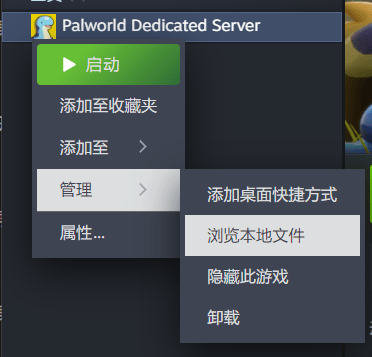 Palworld Dedicated Server
启动
添加至收藏夹
添加至
管理
属性...
添加桌面快捷方式
浏览本地文件
隐藏此游戏
卸载